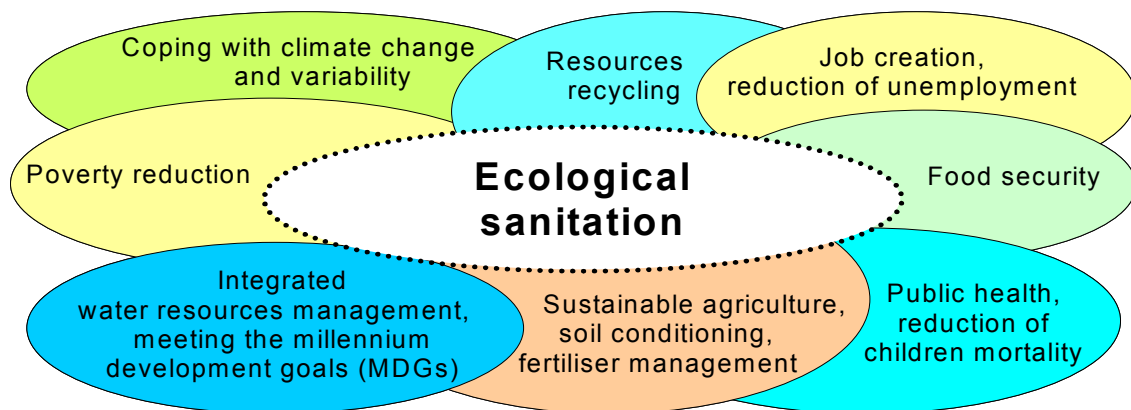 Coping with climate change
and variability
Resources
recycling
Job creation,
reduction of unemployment
Poverty reduction
Ecological
sanitation
Food security
Integrated
water resources management,
meeting the millennium
development goals (MDGs)
Sustainable agriculture,
soil conditioning,
fertiliser management
Public health,
reduction of
children mortality